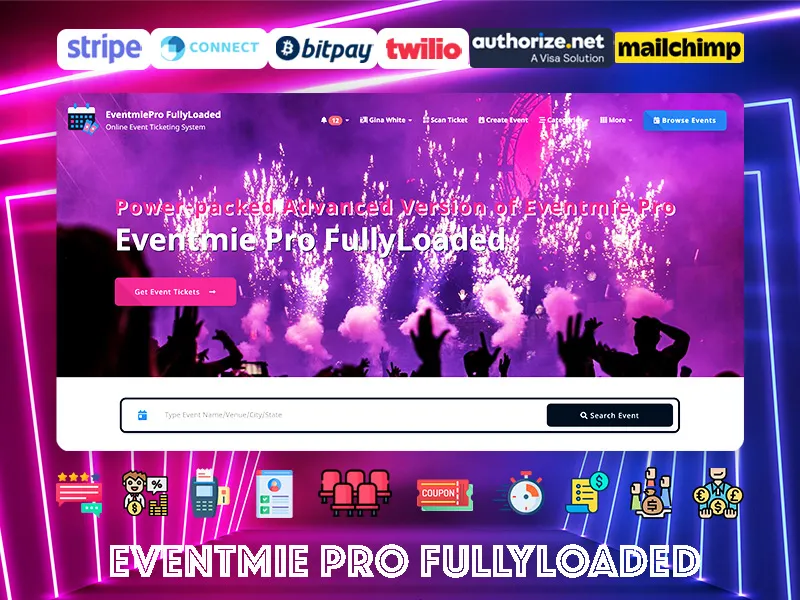 stripe
CONNECT
bitpay
twilio
authorize.net
A Visa Solution
mailchimp
EventmiePro FullyLoaded
Online Event Ticketing System
12
Gina White
Scan Ticket
Create Event
Categories
More
Browse Events
Power-packed Advanced Version of Eventmie Pro
Eventmie Pro FullyLoaded
Get Event Tickets
Type Event Name/Venue/City/State
Search Event
COUPON
EVENTMIE PRO FULLYLOADED